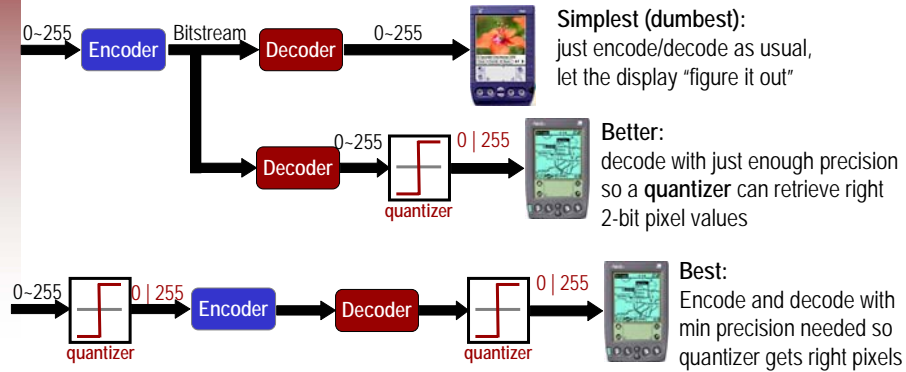 Simplest (dumbest):
0~255 Encoder Bitstream Decoder 0~255
just encode/decode as usual,
let the display "figure it out"
Better:
0~255 0 | 255
decode with just enough precision
Decoder
so a quantizer can retrieve right
quantizer
2-bit pixel values
Best:
0~255 0 | 255 0 | 255
Encoder Decoder
Encode and decode with
min precision needed so
quantizer quantizer
quantizer gets right pixels